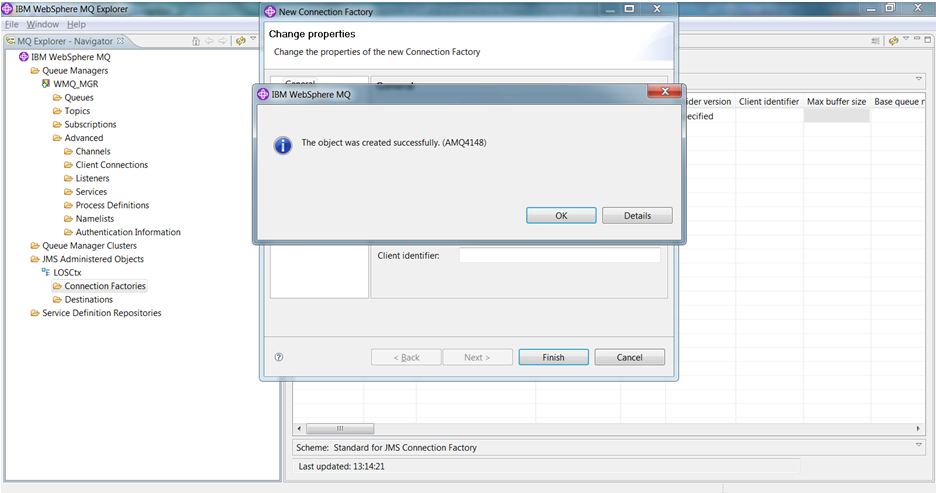 IBM WebSphere MQ Explorer
File Window Help
MQ Explorer - Navigator
IBM WebSphere MQ
Queue Managers
WMQ_MGR
Queues
Topics
Subscriptions
Advanced
Channels
Client Connections
Listeners
Services
Process Definitions
Namelists
Authentication Information
Queue Manager Clusters
JMS Administered Objects
LOSCtx
Connection Factories
Destinations
Service Definition Repositories
New Connection Factory
Change properties
Change the properties of the new Connection Factory
General General
IBM WebSphere MQ
The object was created successfully. (AMQ4148)
OK Details
Client identifier:
< Back Next > Finish Cancel
ider version Client identifier Max buffer size Base queue n
ecified
Scheme: Standard for JMS Connection Factory
Last updated: 13:14:21